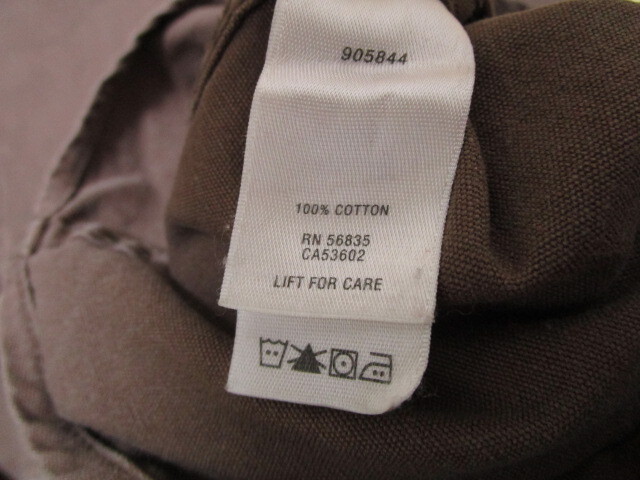 905844
100% COTTON
RN 56835
CA53602
LIFT FOR CARE